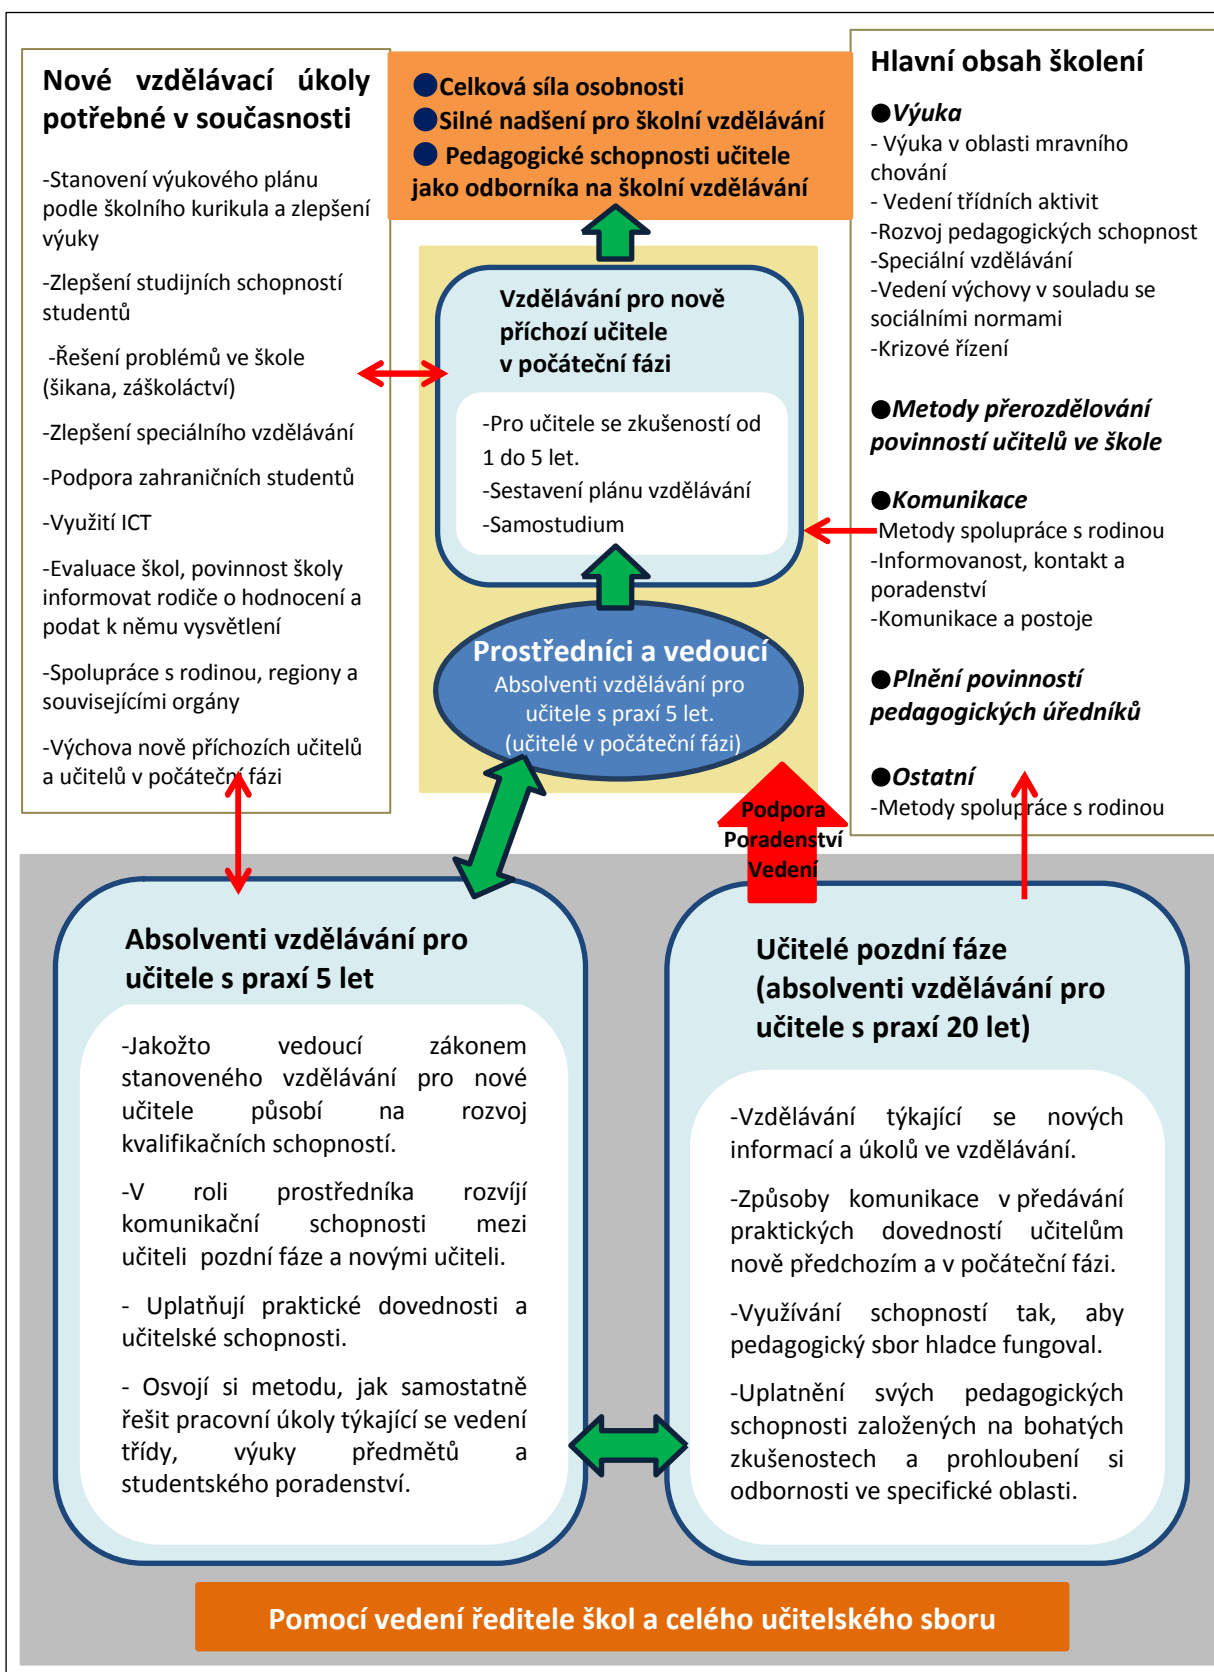 Nové vzdělávací úkoly
potřebné v současnosti
-Stanovení výukového plánu
podle školního kurikula a zlepšení
výuky
-Zlepšení studijních schopností
studentů
-Řešení problémů ve škole
(šikana, záškoláctví)
-Zlepšení speciálního vzdělávání
-Podpora zahraničních studentů
-Využití ICT
-Evaluace škol, povinnost školy
informovat rodiče o hodnocení a
podat k němu vysvětlení
-Spolupráce s rodinou, regiony a
souvisejícími orgány
-Výchova nově příchozích učitelů
a učitelů v počáteční fázi
●Celková síla osobnosti
●Silné nadšení pro školní vzdělávání
● Pedagogické schopnosti učitele
jako odborníka na školní vzdělávání
Vzdělávání pro nově
příchozí učitele
v počáteční fázi
-Pro učitele se zkušeností od
1 do 5 let.
-Sestavení plánu vzdělávání
-Samostudium
Prostředníci a vedoucí
Absolventi vzdělávání pro
učitele s praxí 5 let.
(učitelé v počáteční fázi)
Hlavní obsah školení
●Výuka
- Výuka v oblasti mravního
chování
- Vedení třídních aktivit
-Rozvoj pedagogických schopnost
-Speciální vzdělávání
-Vedení výchovy v souladu se
sociálními normami
-Krizové řízení
●Metody přerozdělování
povinností učitelů ve škole
●Komunikace
-Metody spolupráce s rodinou
-Informovanost, kontakt a
poradenství
-Komunikace a postoje
●Plnění povinností
pedagogických úředníků
●Ostatní
-Metody spolupráce s rodinou
Podpora
Poradenství
Vedení
Absolventi vzdělávání pro
učitele s praxí 5 let
-Jakožto vedoucí zákonem
stanoveného vzdělávání pro nové
učitele působí na rozvoj
kvalifikačních schopností.
-V roli prostředníka rozvíjí
komunikační schopnosti mezi
učiteli pozdní fáze a novými učiteli.
- Uplatňují praktické dovednosti a
učitelské schopnosti.
- Osvojí si metodu, jak samostatně
řešit pracovní úkoly týkající se vedení
třídy, výuky předmětů a
studentského poradenství.
Učitelé pozdní fáze
(absolventi vzdělávání pro
učitele s praxí 20 let)
-Vzdělávání týkající se nových
informací a úkolů ve vzdělávání.
-Způsoby komunikace v předávání
praktických dovedností učitelům
nově předchozím a v počáteční fázi.
-Využívání schopností tak, aby
pedagogický sbor hladce fungoval.
-Uplatnění svých pedagogických
schopnosti založených na bohatých
zkušenostech a prohloubení si
odbornosti ve specifické oblasti.
Pomocí vedení ředitele škol a celého učitelského sboru